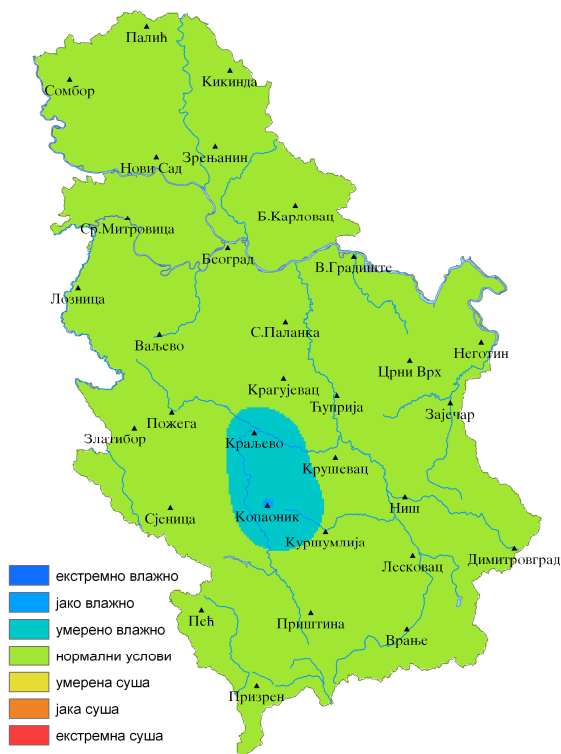 Палић
Кикинда
Сомбор
Зрењанин
Нови Сад
Б.Карловац
Ср.Митровица
Београд
В.Градиште
Лозница
С.Паланка
Ваљево
Неготин
Црни Врх
Крагујевац
Ћуприја
Зајечар
Пожега
Златибор
Краљево
Крушевац
Ниш
Копаоник
Сјеница
Куршумлија
Димитровград
Лесковац
екстремно влажно
јако влажно
Пећ
Приштина
умерено влажно
Врање
нормални услови
умерена суша
Призрен
јака суша
екстремна суша